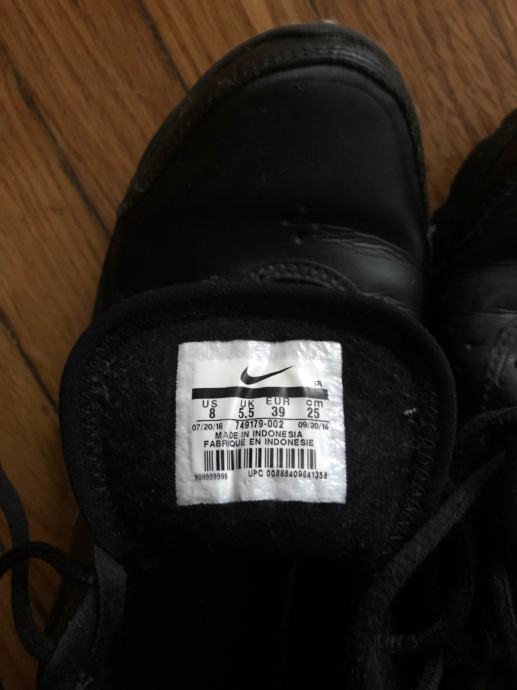 US UK EUR cm
8 5.5 39 25
07/20/16 749179-002 09/20/16
MADE IN INDONESIA
FABRIQUE EN INDONESIE
999999999 UPC 00888409641358